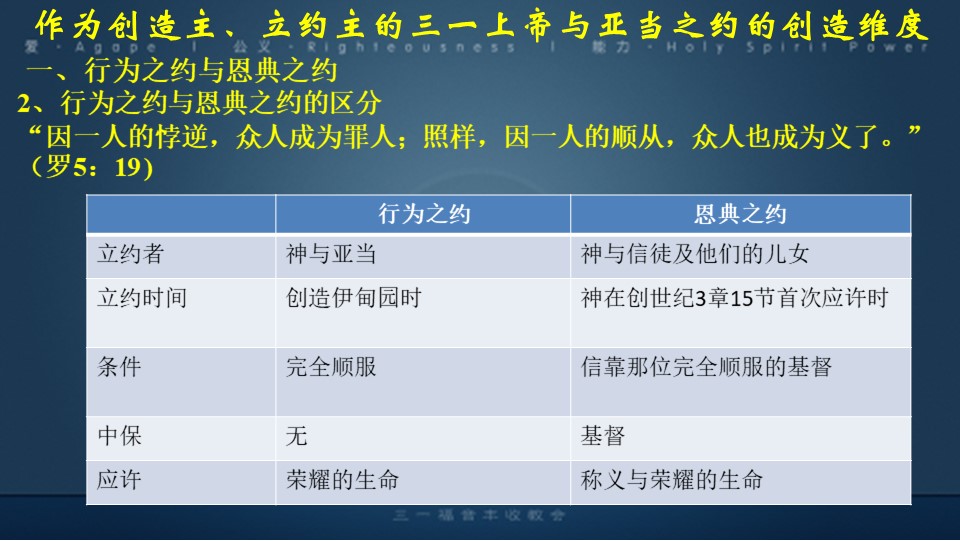 作为创造主、立约主的三一上帝与亚当之约的创造维度
爱 · Agape | 公义 · Righteousness | 能力 · Holy Spirit Power
一、行为之约与恩典之约
2、行为之约与恩典之约的区分
“因一人的悖逆，众人成为罪人；照样，因一人的顺从，众人也成为义了。”
（罗5：19）
行为之约 恩典之约
立约者 神与亚当 神与信徒及他们的儿女
立约时间 创造伊甸园时 神在创世纪3章15节首次应许时
条件 完全顺服 信靠那位完全顺服的基督
中保 无 基督
应许 荣耀的生命 称义与荣耀的生命
三一福音丰收教会